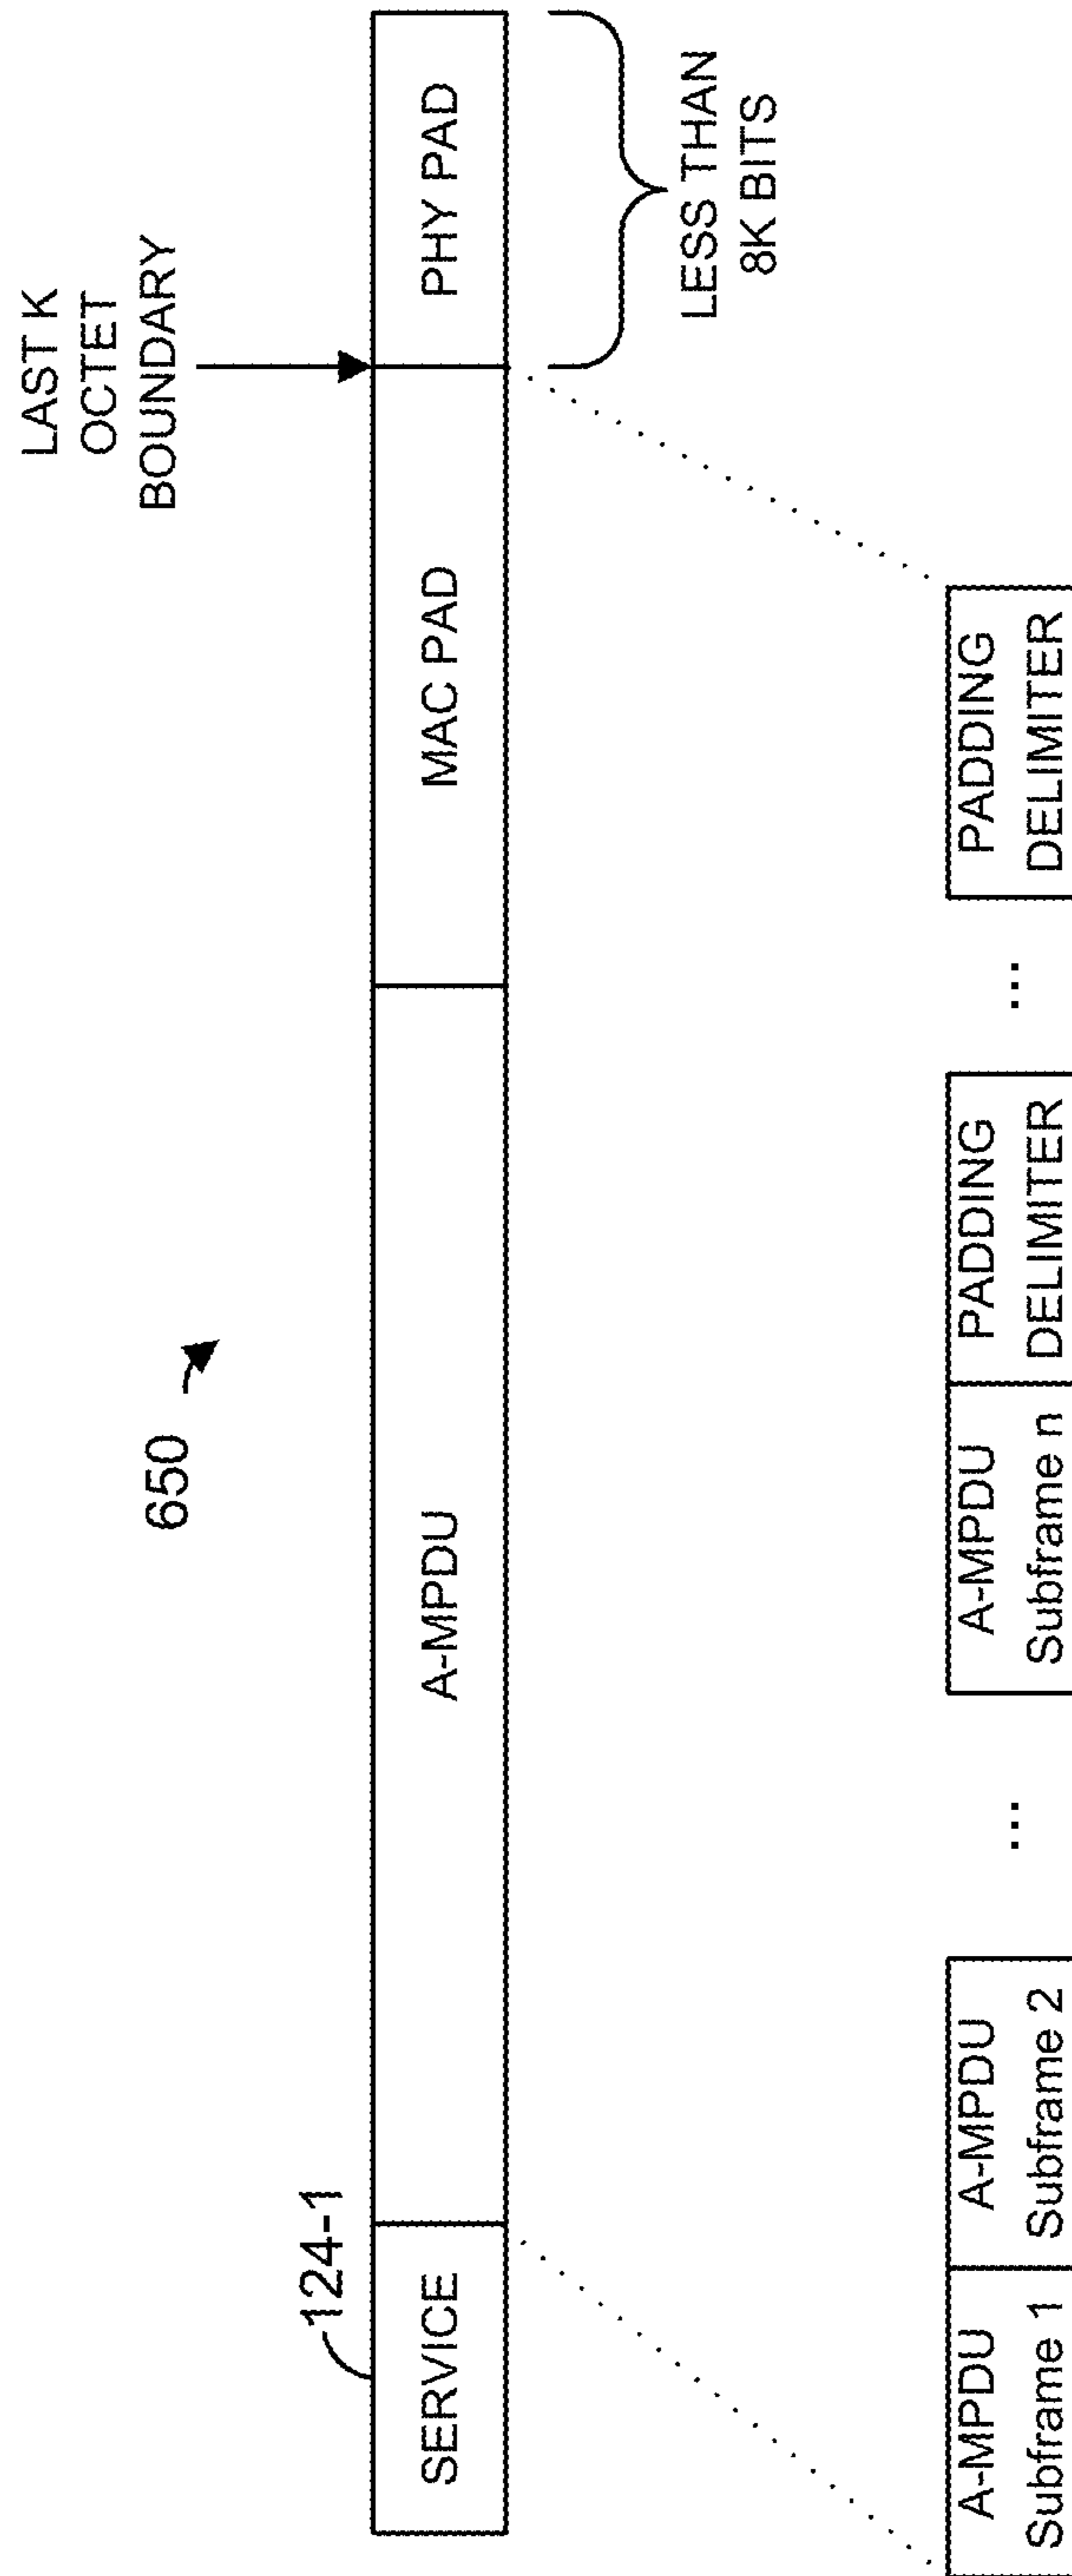 650
LAST K
OCTET
BOUNDARY
124-1
SERVICE
A-MPDU
MAC PAD
PHY PAD
LESS THAN
8K BITS
A-MPDU
Subframe 1
A-MPDU
Subframe 2
...
A-MPDU
Subframe n
PADDING
DELIMITER
...
PADDING
DELIMITER